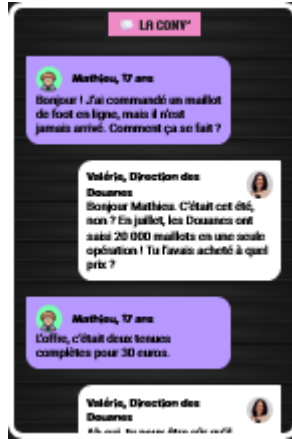 LA CONV'
Mathieu, 17 ans
Bonjour ! J'ai commandé un maillot
de foot en ligne, mais il n'est
jamais arrivé. Comment ça se fait ?
Valérie, Direction des
Douanes
Bonjour Mathieu. C'était cet été,
non ? En juillet, les Douanes ont
saisi 20 000 maillots en une seule
opération ! Tu l'avais acheté à quel
prix ?
Mathieu, 17 ans
L'offre, c'était deux tenues
complètes pour 30 euros.
Valérie, Direction des
Douanes